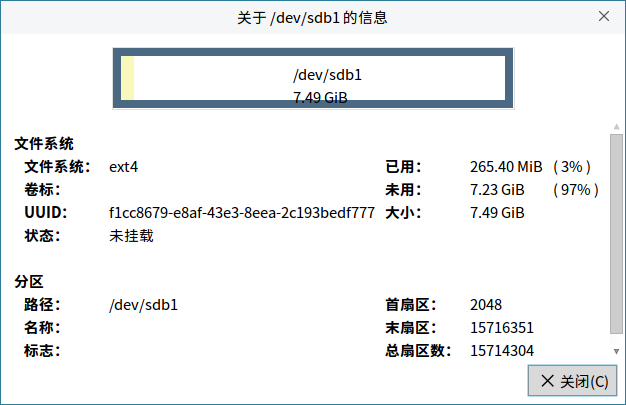 关于 /dev/sdb1 的信息
/dev/sdb1
7.49 GiB
文件系统
文件系统： ext4 已用： 265.40 MiB ( 3% )
卷标： 未用： 7.23 GiB ( 97% )
UUID： f1cc8679-e8af-43e3-8eea-2c193bedf777 大小： 7.49 GiB
状态： 未挂载
分区
路径： /dev/sdb1 首扇区： 2048
名称： 末扇区： 15716351
标志： 总扇区数： 15714304
关闭(C)